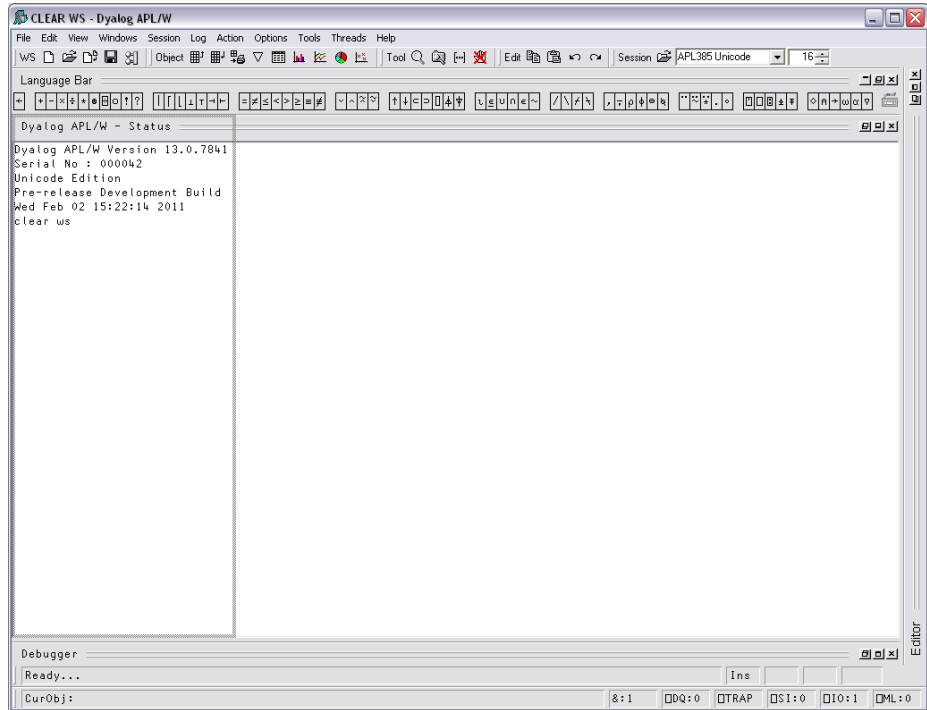 CLEAR WS - Dyalog APL/W
File Edit View Windows Session Log Action Options Tools Threads Help
WS Object Tool Edit Session APL385 Unicode 16
Language Bar
Dyalog APL/W - Status
Dyalog APL/W Version 13.0.7841
Serial No : 000042
Unicode Edition
Pre-release Development Build
Wed Feb 02 15:22:14 2011
clear ws
Editor
Debugger
Ready...
Ins
CurObj:
&:1 ⎕DQ:0 ⎕TRAP ⎕SI:0 ⎕IO:1 ⎕ML:0